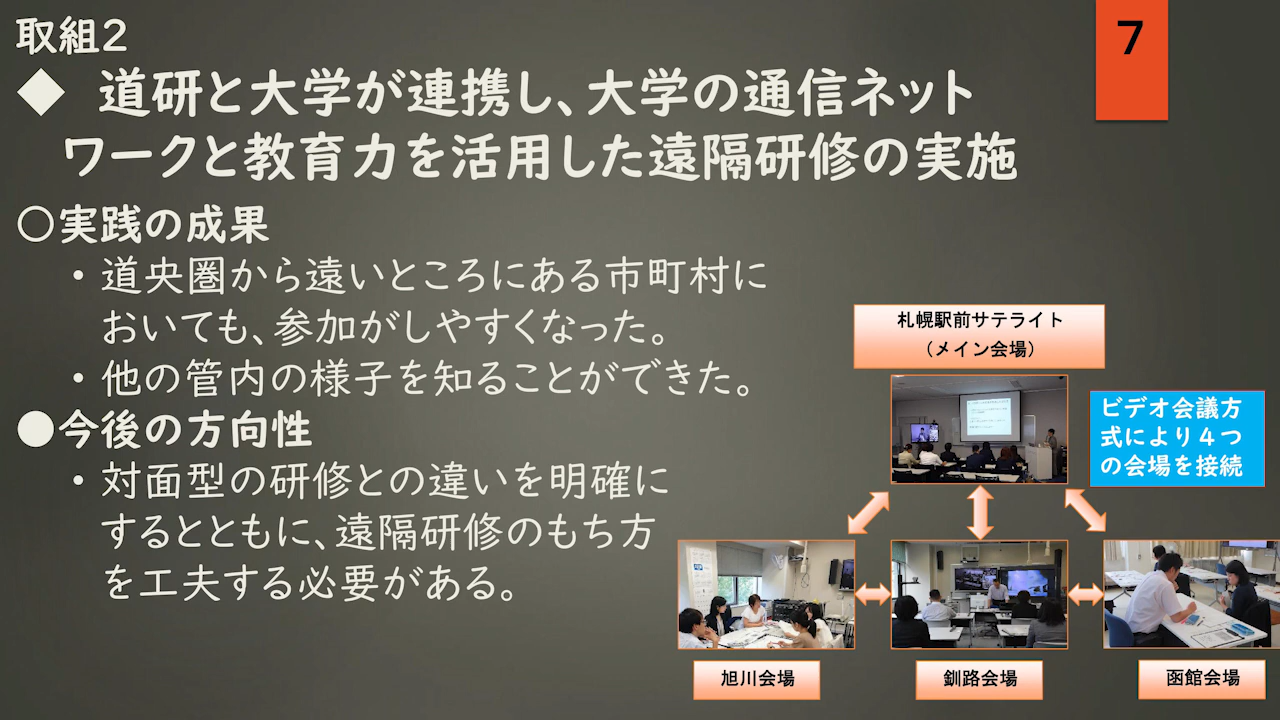 取組2
7
◆ 道研と大学が連携し、大学の通信ネット
ワークと教育力を活用した遠隔研修の実施
○実践の成果
・道央圏から遠いところにある市町村に
おいても、参加がしやすくなった。
・他の管内の様子を知ることができた。
●今後の方向性
・対面型の研修との違いを明確に
するとともに、遠隔研修のもち方
を工夫する必要がある。
札幌駅前サテライト
（メイン会場）
ビデオ会議方
式により４つ
の会場を接続
旭川会場
釧路会場
函館会場